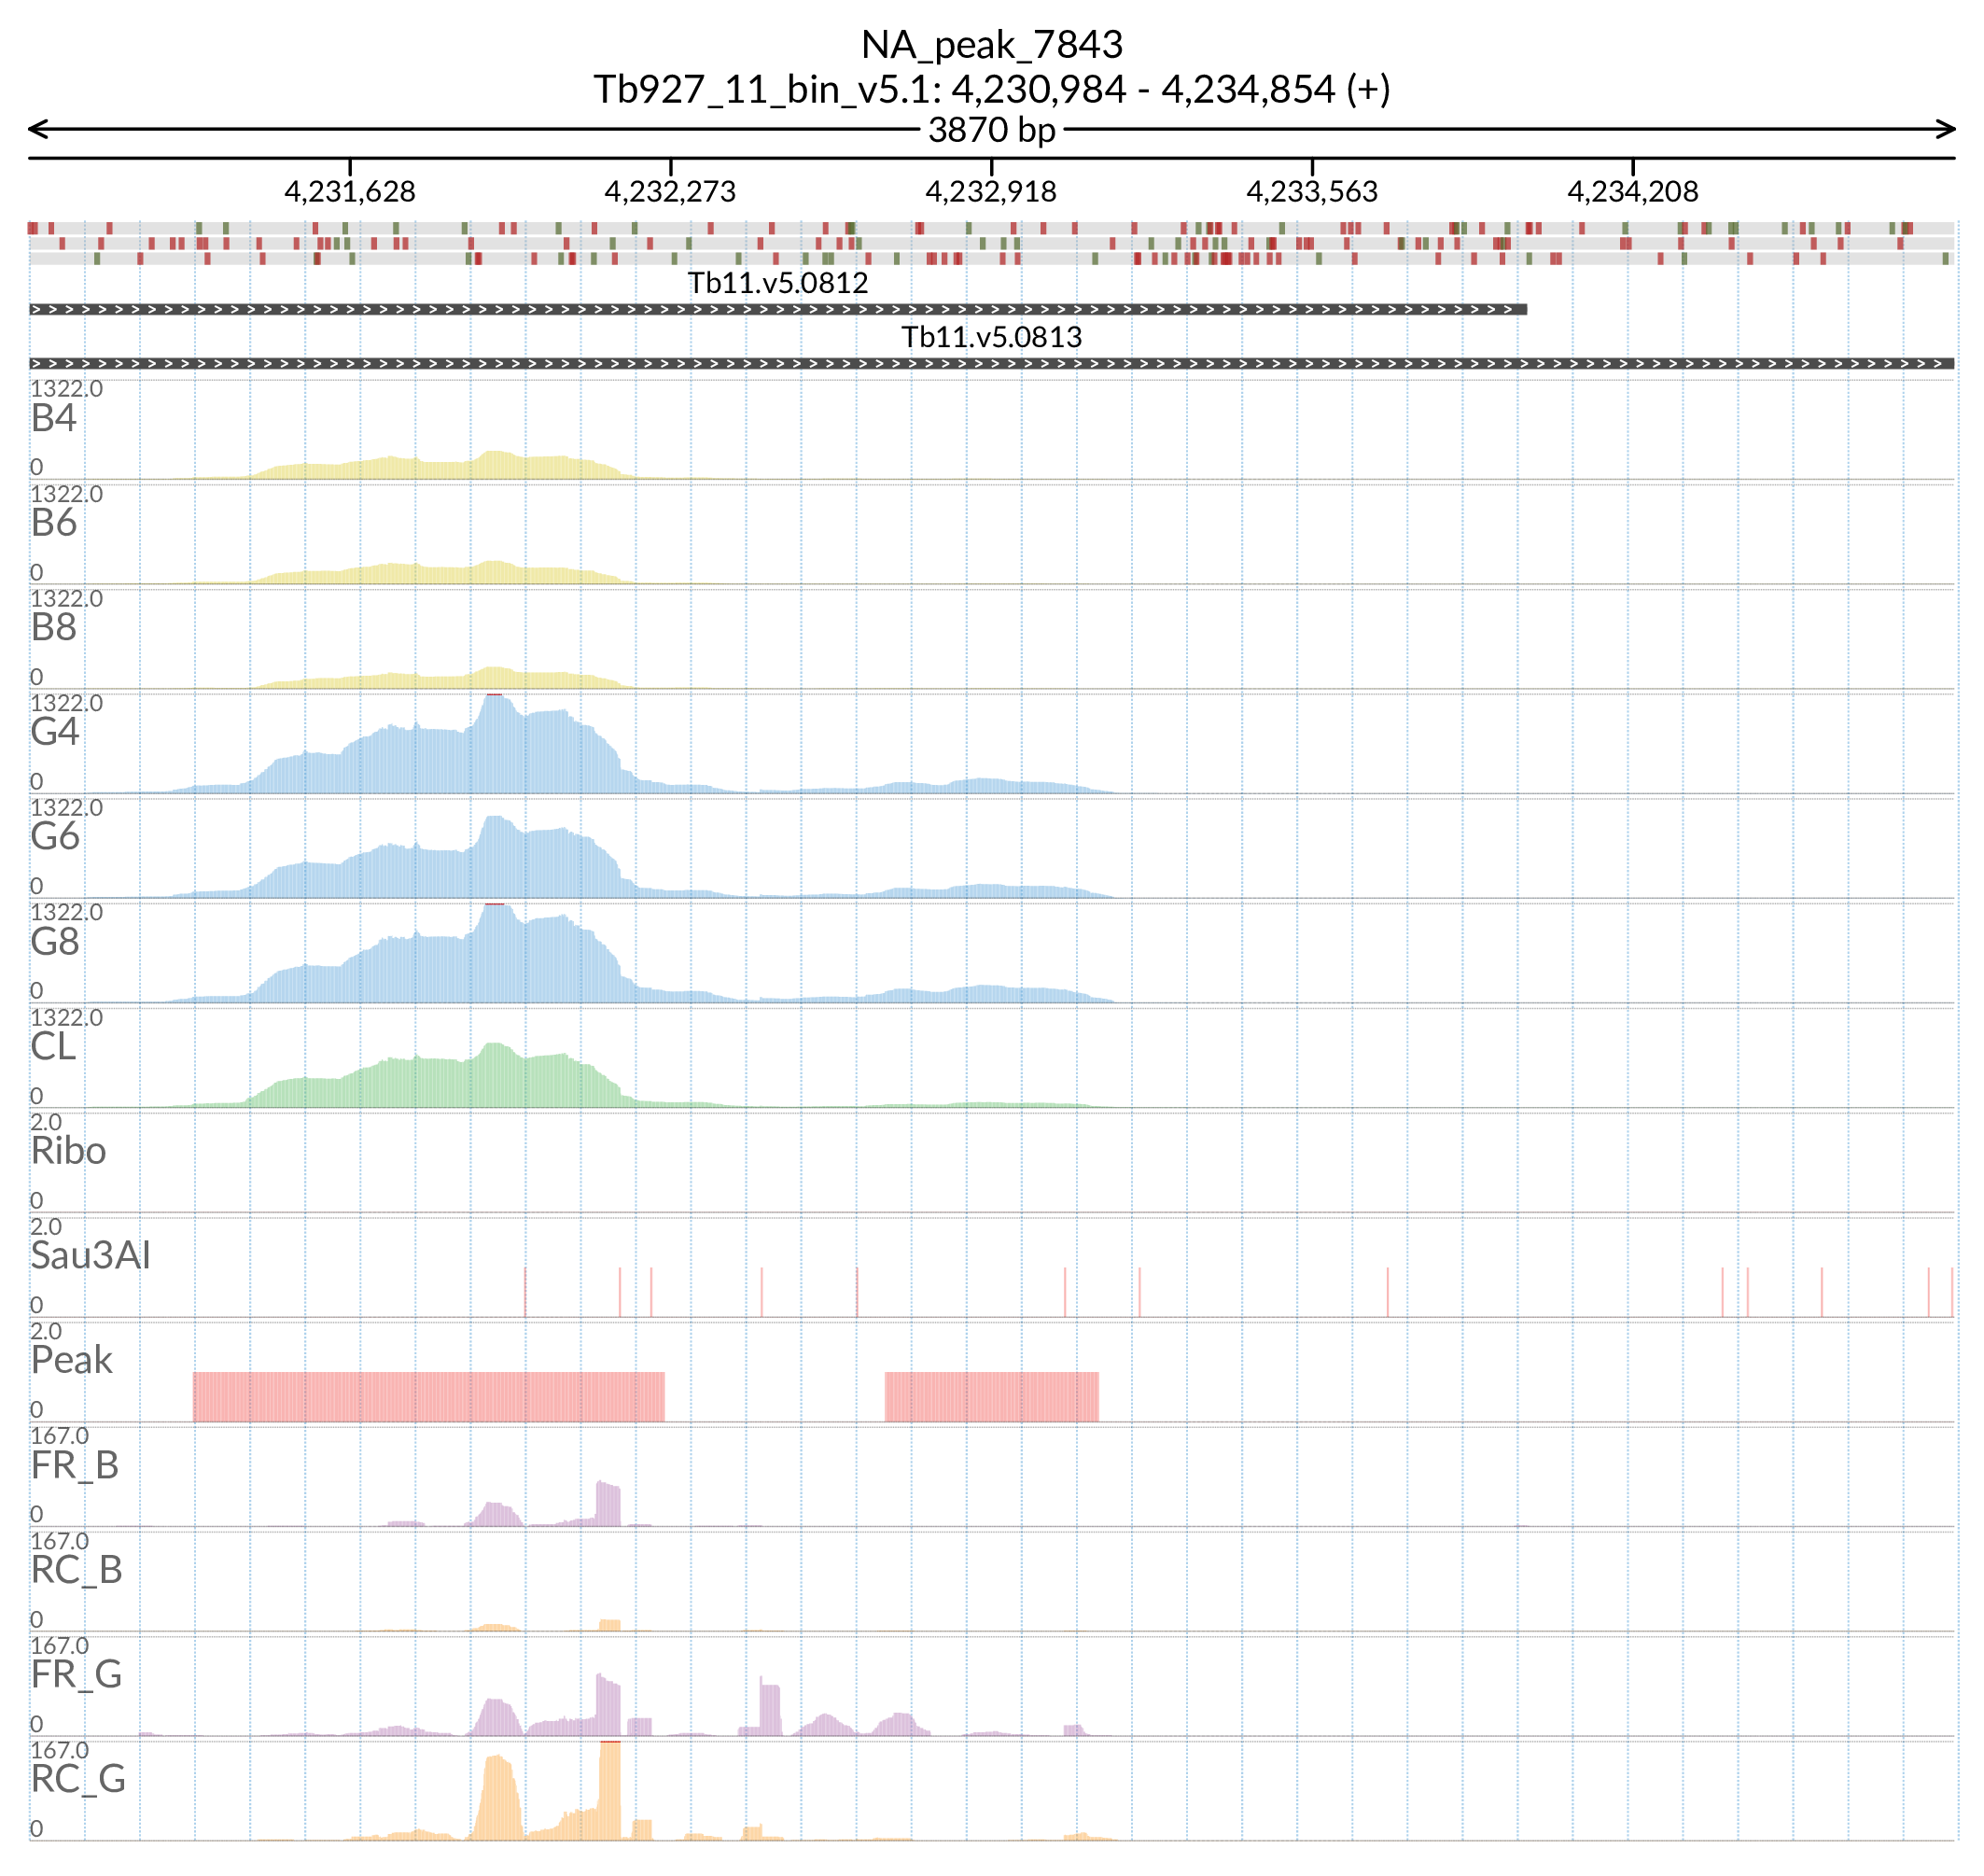 NA_peak_7843
Tb927_11_bin_v5.1: 4,230,984 - 4,234,854 (+)
3870 bp
4,231,628 4,232,273 4,232,918 4,233,563 4,234,208
Tb11.v5.0812
Tb11.v5.0813
1322.0
B4
0
1322.0
B6
0
1322.0
B8
0
1322.0
G4
0
1322.0
G6
0
1322.0
G8
0
1322.0
CL
0
2.0
Ribo
0
2.0
Sau3AI
0
2.0
Peak
0
167.0
FR_B
0
167.0
RC_B
0
167.0
FR_G
0
167.0
RC_G
0